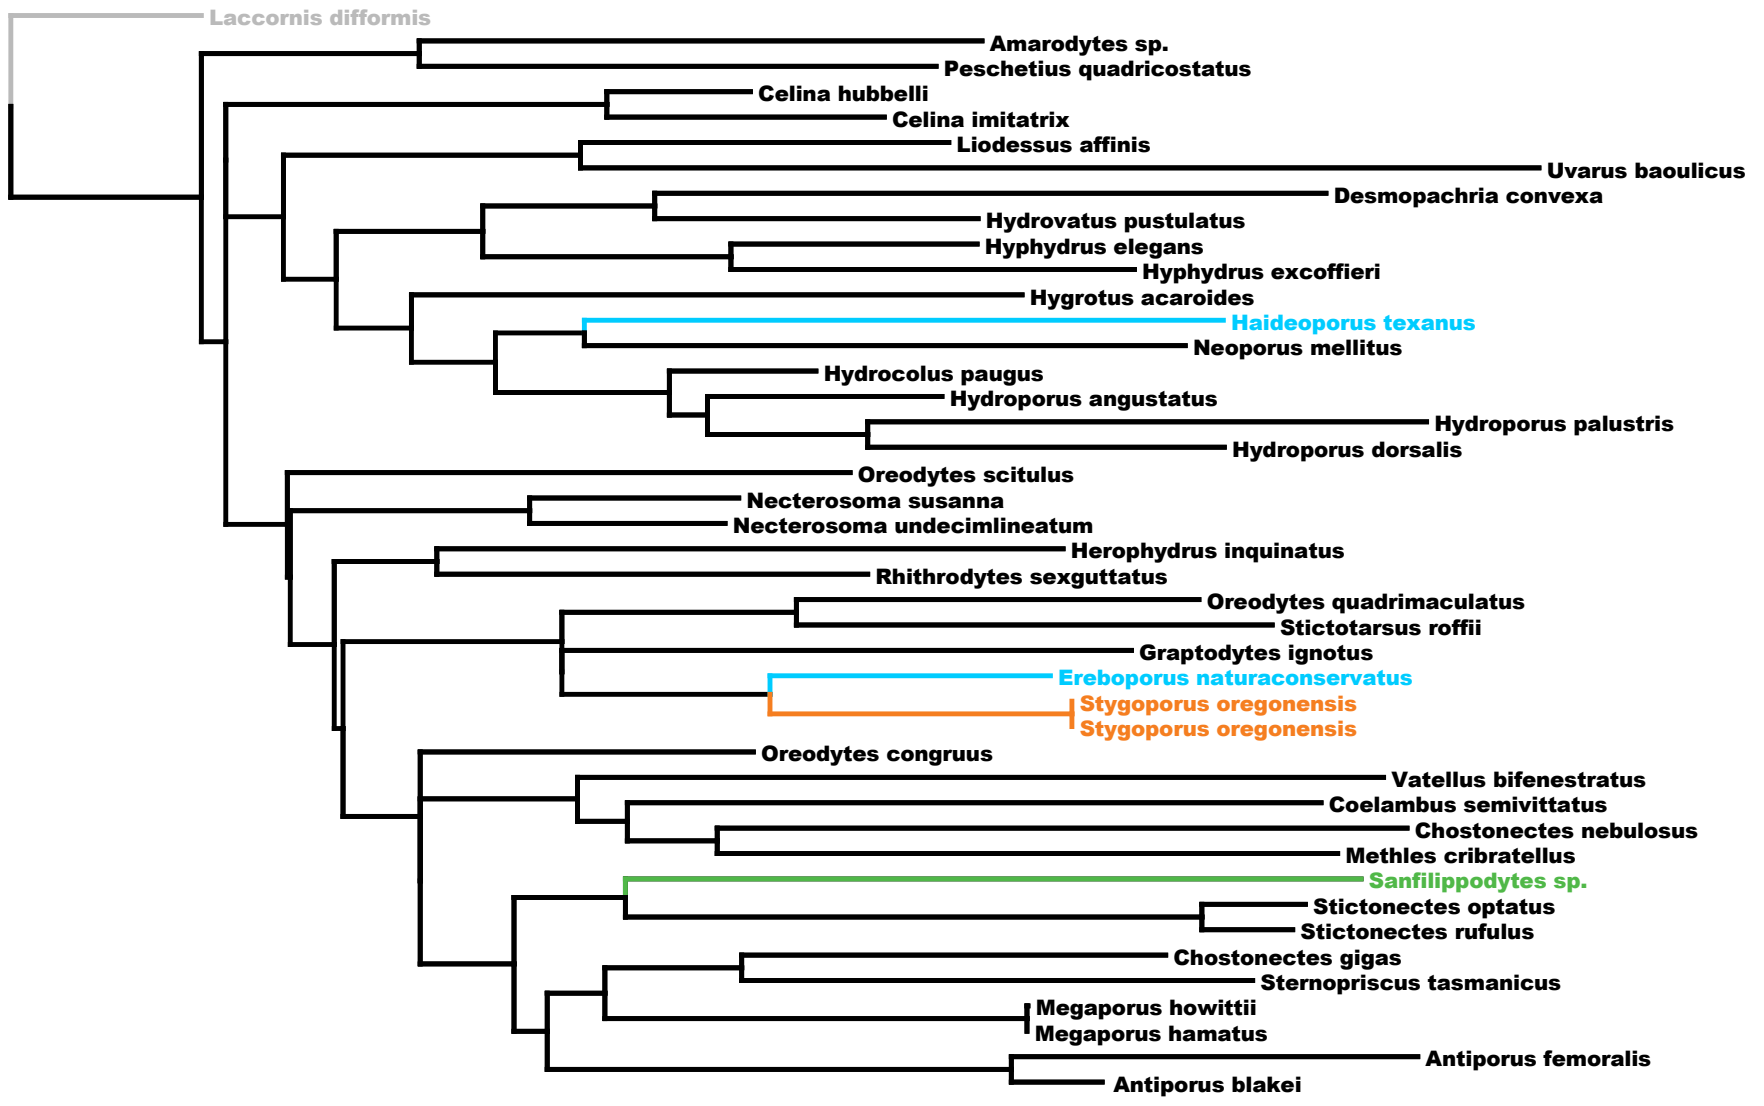 Laccornis difformis
Amarodytes sp.
Peschetius quadricostatus
Celina hubbelli
Celina imitatrix
Liodessus affinis
Uvarus baoulicus
Desmopachria convexa
Hydrovatus pustulatus
Hyphydrus elegans
Hyphydrus excoffieri
Hygrotus acaroides
Haideoporus texanus
Neoporus mellitus
Hydrocolus paugus
Hydroporus angustatus
Hydroporus palustris
Hydroporus dorsalis
Oreodytes scitulus
Necterosoma susanna
Necterosoma undecimlineatum
Herophydrus inquinatus
Rhithrodytes sexguttatus
Oreodytes quadrimaculatus
Stictotarsus roffii
Graptodytes ignotus
Ereboporus naturaconservatus
Stygoporus oregonensis
Stygoporus oregonensis
Oreodytes congruus
Vatellus bifenestratus
Coelambus semivittatus
Chostonectes nebulosus
Methles cribratellus
Sanfilippodytes sp.
Stictonectes optatus
Stictonectes rufulus
Chostonectes gigas
Sternopriscus tasmanicus
Megaporus howittii
Megaporus hamatus
Antiporus femoralis
Antiporus blakei